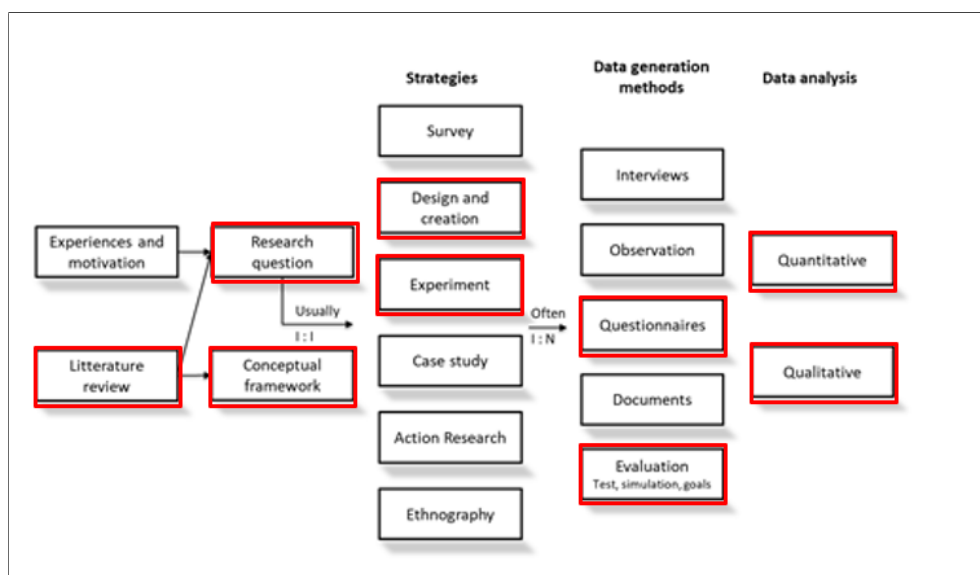 Strategies
Data generation
methods
Data analysis
Survey
Design and
creation
Experiment
Case study
Action Research
Ethnography
Interviews
Observation
Questionnaires
Documents
Evaluation
Test, simulation, goals
Quantitative
Qualitative
Experiences and
motivation
Research
question
Litterature
review
Conceptual
framework
Usually
1 : 1
Often
1 : N